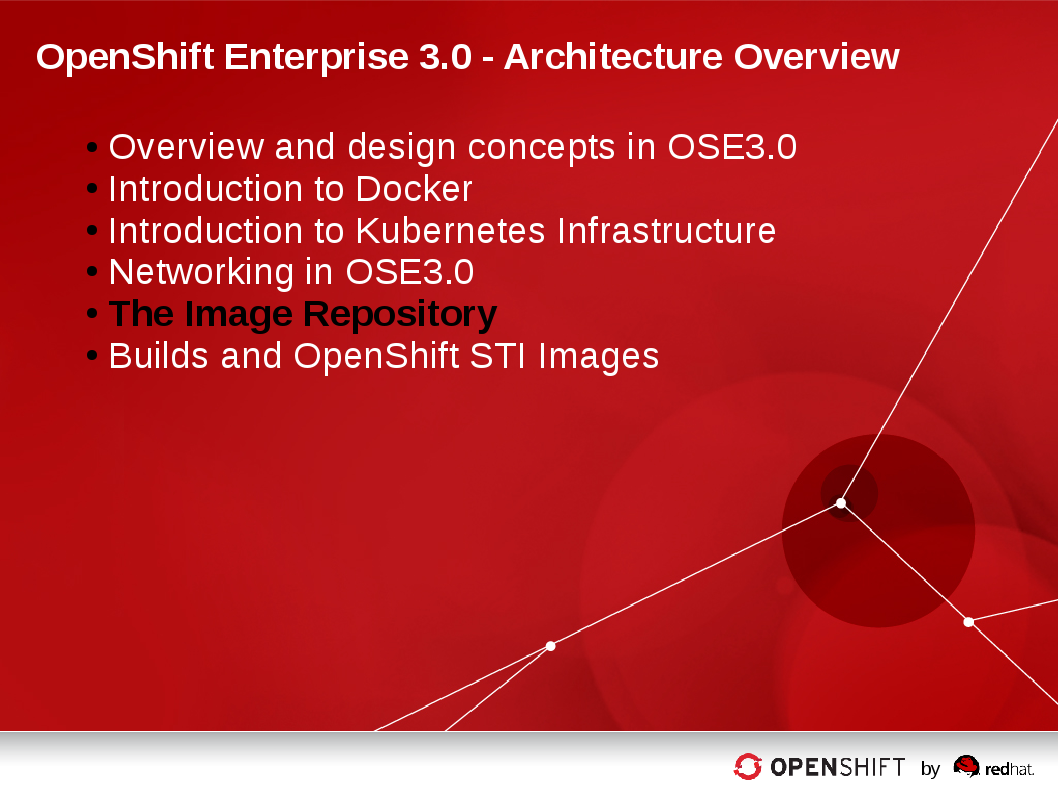 OpenShift Enterprise 3.0 - Architecture Overview
• Overview and design concepts in OSE3.0
• Introduction to Docker
• Introduction to Kubernetes Infrastructure
• Networking in OSE3.0
• The Image Repository
• Builds and OpenShift STI Images
OPENSHIFT by redhat.